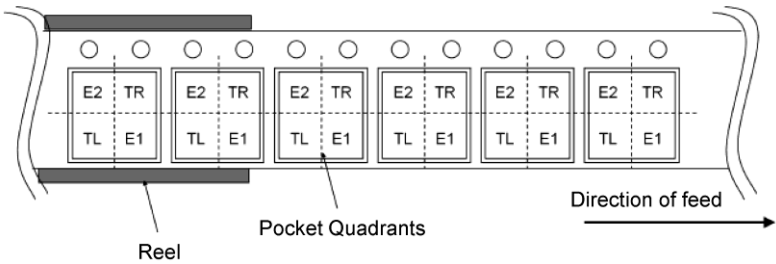 E2 TR E2 TR E2 TR E2 TR E2 TR E2 TR
TL E1 TL E1 TL E1 TL E1 TL E1 TL E1
Direction of feed
Pocket Quadrants
Reel